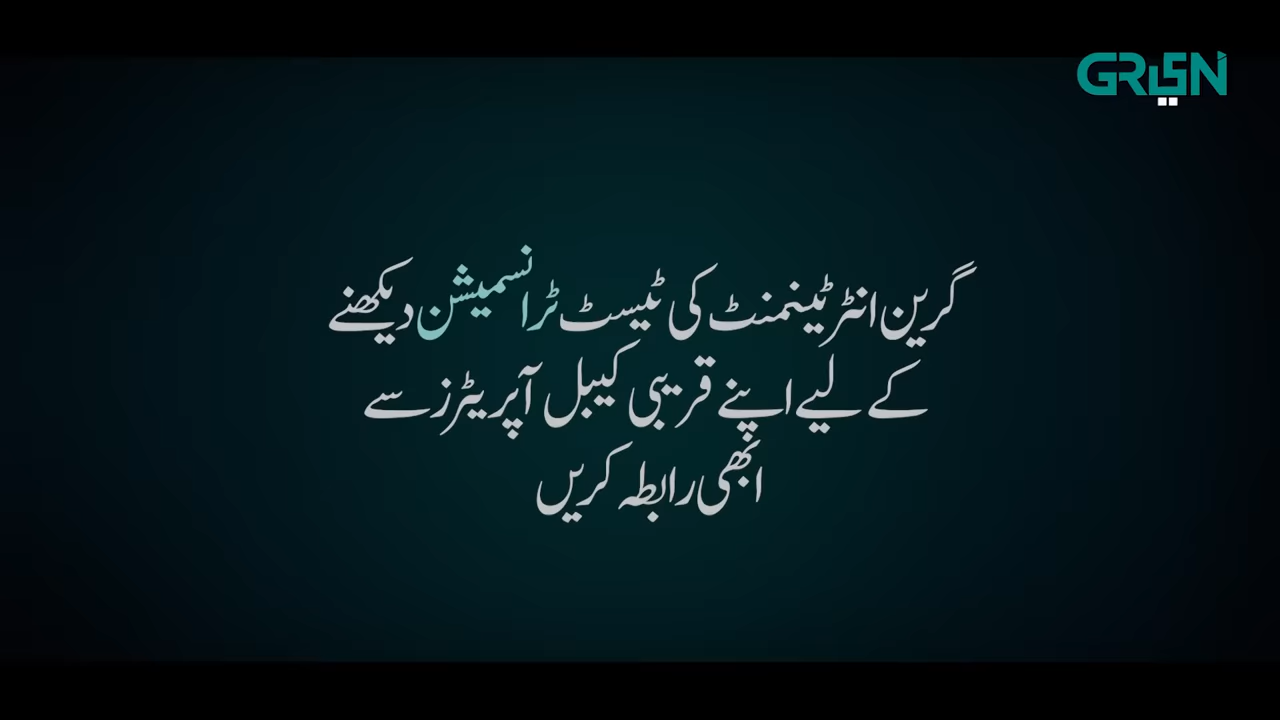 GREEN
گرین انٹرٹینمنٹ کی ٹیسٹ ٹرانسمیشن دیکھنے
کے لیے اپنے قریبی کیبل آپریٹرز سے
ابھی رابطہ کریں